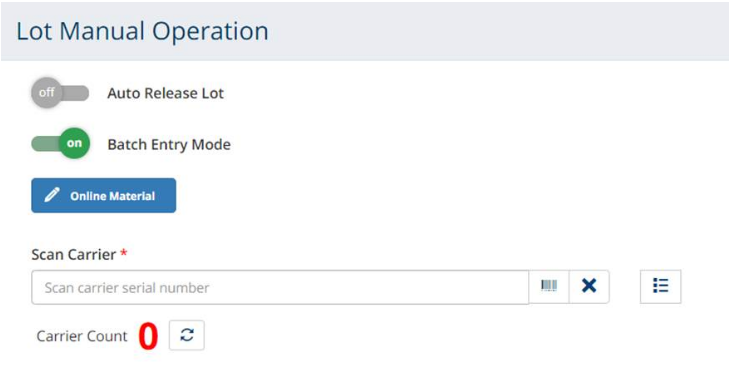 Lot Manual Operation
off Auto Release Lot
on Batch Entry Mode
Online Material
Scan Carrier *
Scan carrier serial number
Carrier Count 0